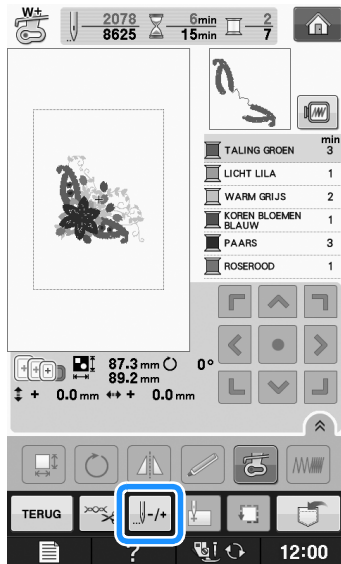 W+
2078 6min 2
8625 15min 7
min
TALING GROEN 3
LICHT LILA 1
WARM GRIJS 2
KOREN BLOEMEN
BLAUW 1
PAARS 3
ROSEROOD 1
87.3 mm 0°
89.2 mm
+ 0.0 mm + 0.0 mm
TERUG -/+
? 12:00